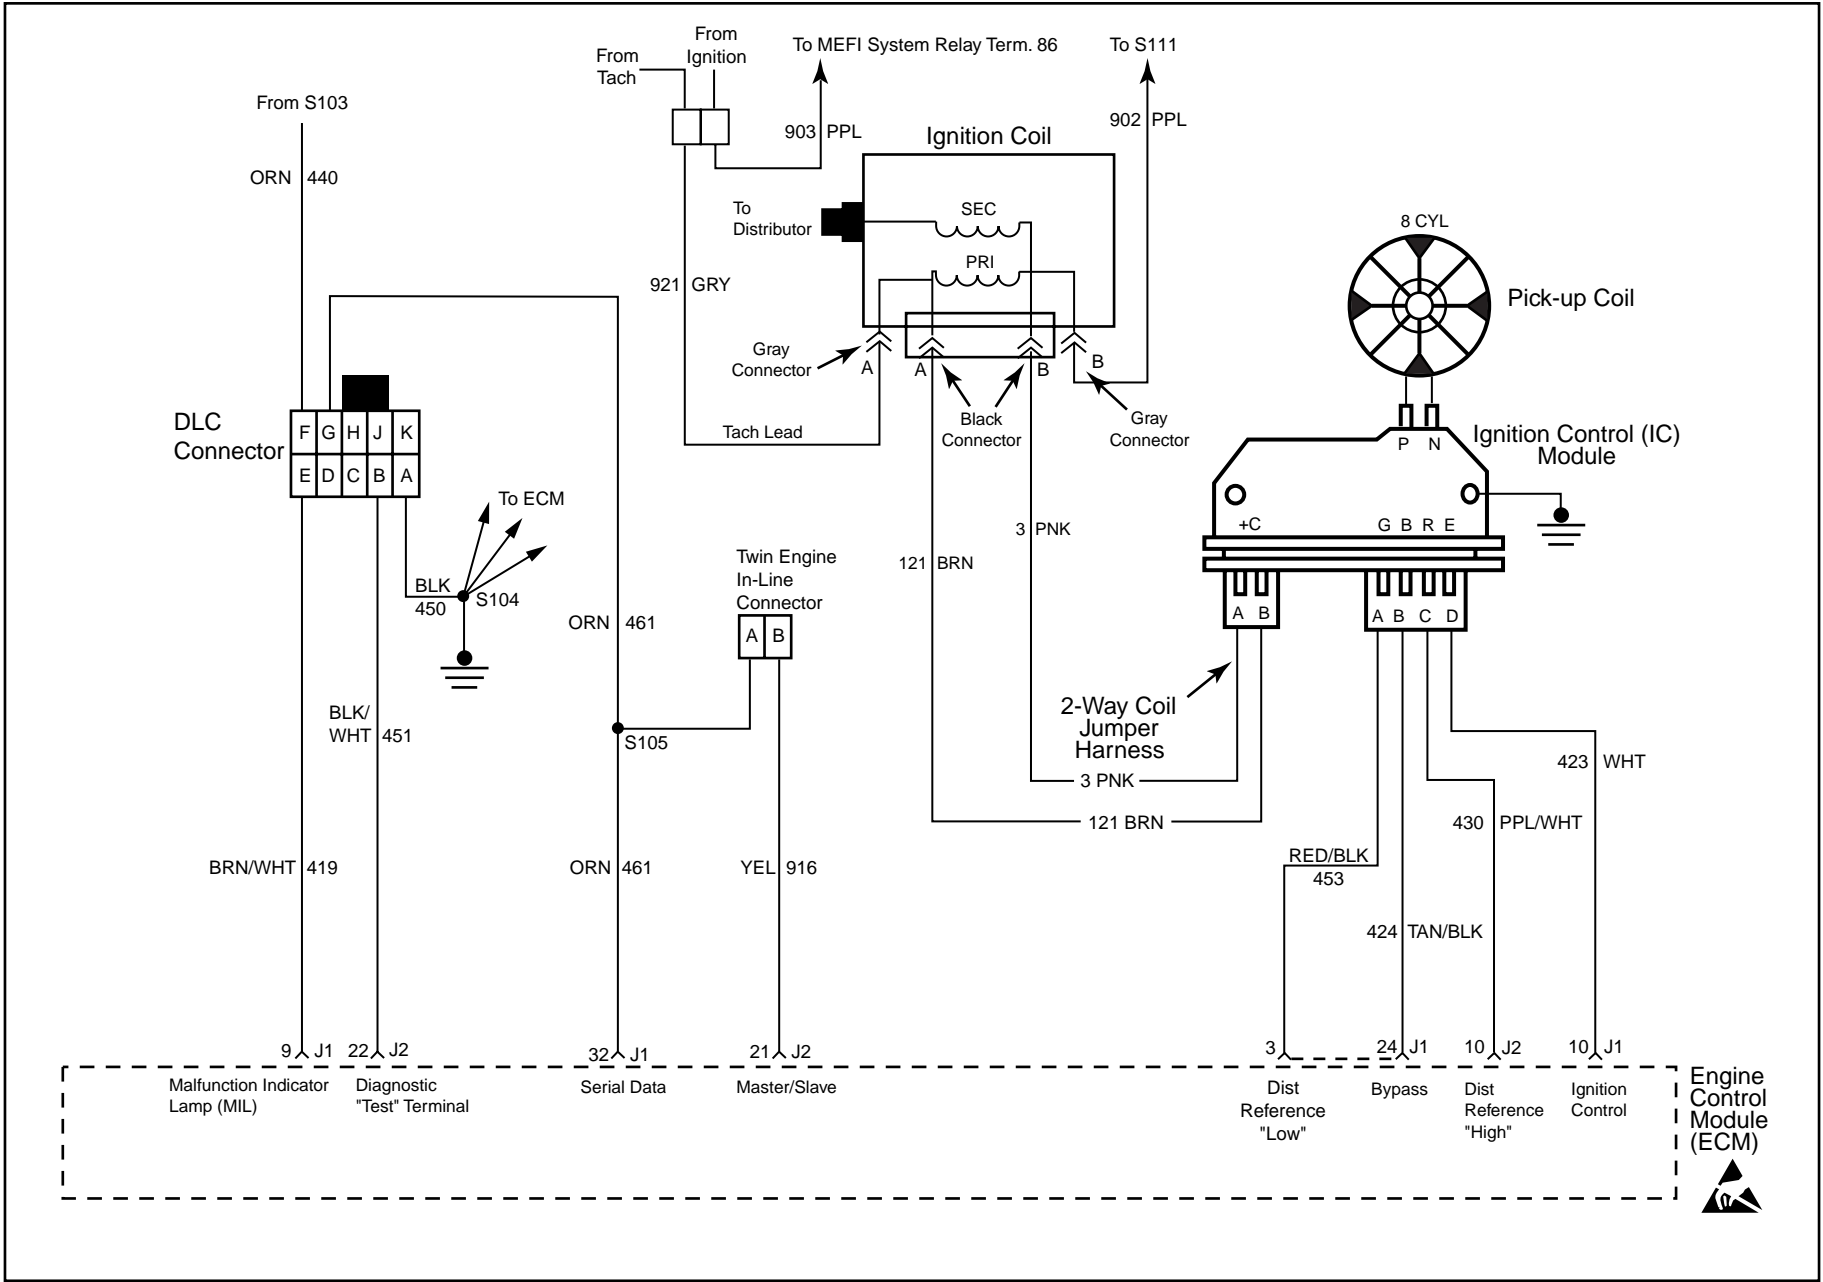 From
Ignition
To MEFI System Relay Term. 86
To S111
From
Tach
From S103
903 PPL
902 PPL
Ignition Coil
ORN 440
To
Distributor
SEC
PRI
8 CYL
Pick-up Coil
921 GRY
Gray
Connector
A
A
B
B
Black
Connector
Gray
Connector
Tach Lead
DLC
Connector
F G H J K
E D C B A
P N
Ignition Control (IC)
Module
To ECM
+C
G B R E
3 PNK
121 BRN
BLK
450
S104
Twin Engine
In-Line
Connector
A B
ORN 461
A B
A B C D
2-Way Coil
Jumper
Harness
BLK/
WHT 451
S105
3 PNK
423 WHT
121 BRN
430 PPL/WHT
BRN/WHT 419
ORN 461
YEL 916
RED/BLK
453
424 TAN/BLK
9 J1
22 J2
32 J1
21 J2
3
24 J1
10 J2
10 J1
Malfunction Indicator
Lamp (MIL)
Diagnostic
"Test" Terminal
Serial Data
Master/Slave
Dist
Reference
"Low"
Bypass
Dist
Reference
"High"
Ignition
Control
Engine
Control
Module
(ECM)